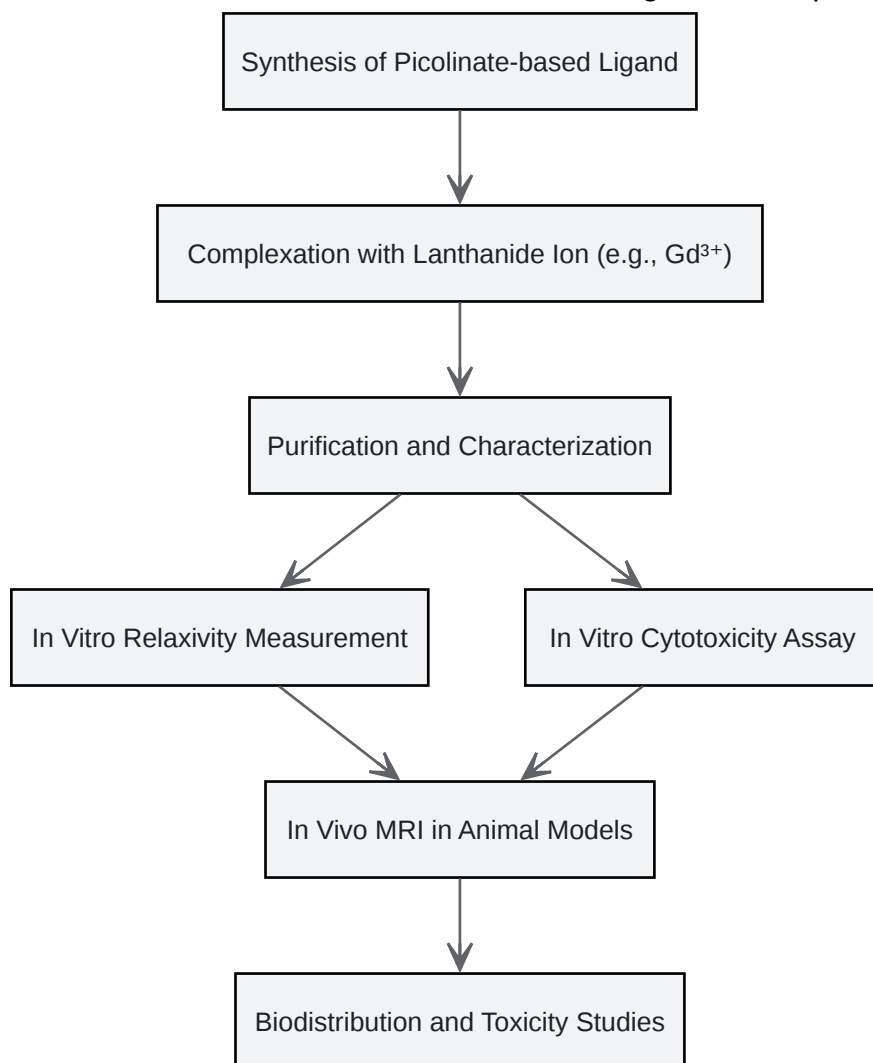 Synthesis of Picolinate-based Ligand
Complexation with Lanthanide Ion (e.g., Gd³⁺)
Purification and Characterization
In Vitro Relaxivity Measurement
In Vitro Cytotoxicity Assay
In Vivo MRI in Animal Models
Biodistribution and Toxicity Studies